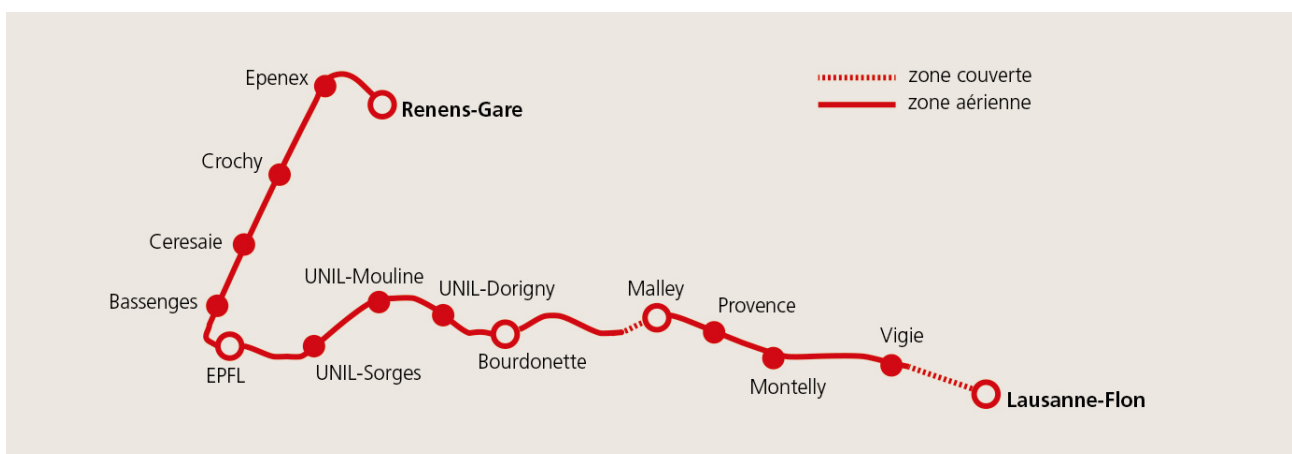 Epenex
Renens-Gare
zone couverte
zone aérienne
Crochy
Ceresaie
Bassenges
EPFL
UNIL-Sorges
UNIL-Mouline
UNIL-Dorigny
Bourdonette
Malley
Provence
Montelly
Vigie
Lausanne-Flon